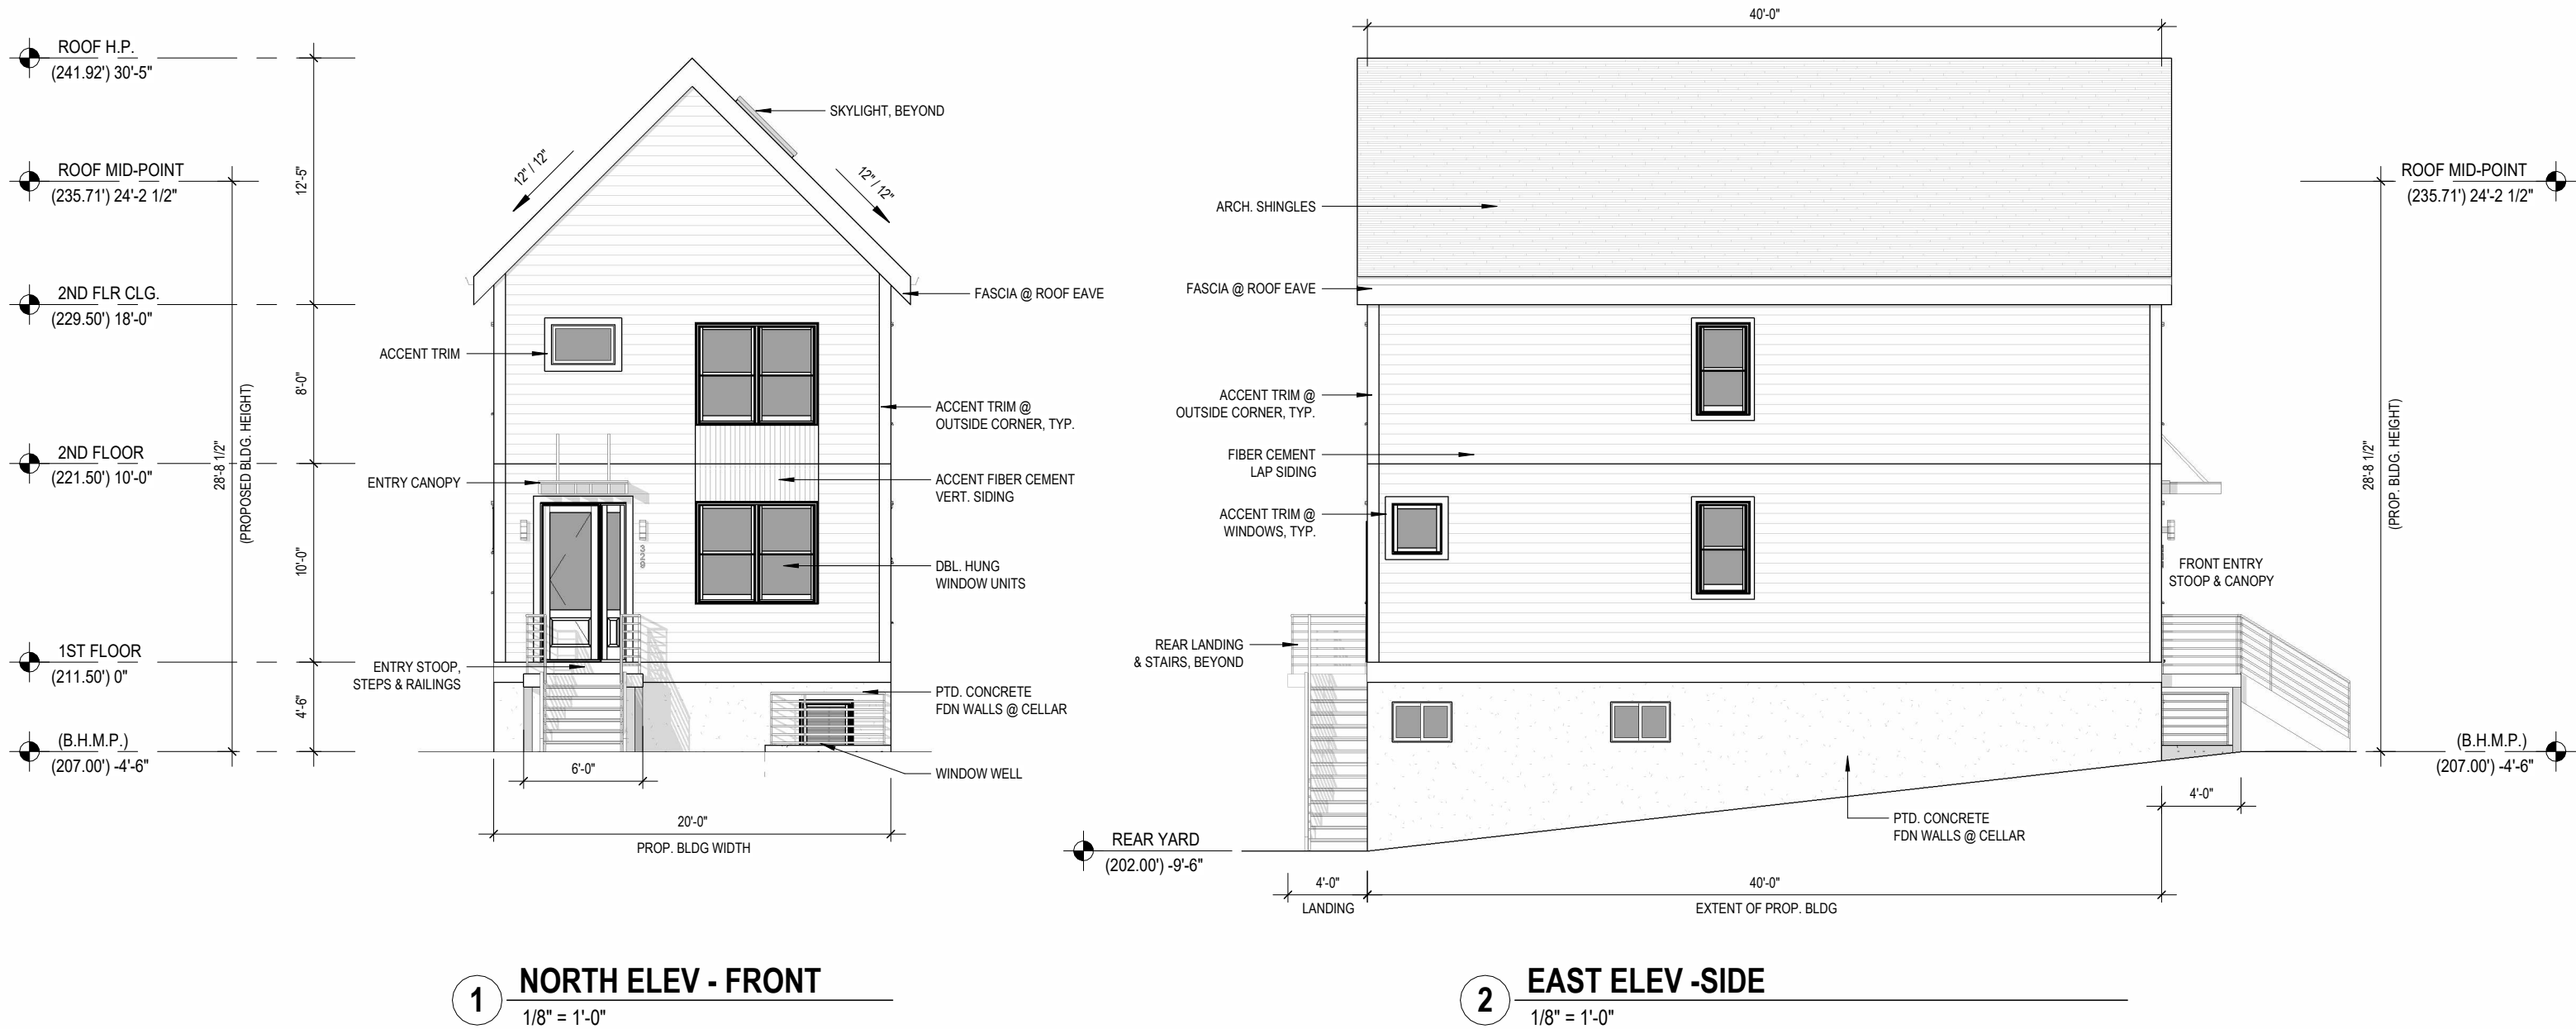 ROOF H.P.
(241.92') 30'-5"
ROOF MID-POINT
(235.71') 24'-2 1/2"
2ND FLR CLG.
(229.50') 18'-0"
2ND FLOOR
(221.50') 10'-0"
1ST FLOOR
(211.50') 0"
(B.H.M.P.)
(207.00') -4'-6"
28'-8 1/2"
(PROPOSED BLDG. HEIGHT)
12'-5"
8'-0"
10'-0"
4'-6"
12" / 12"
12" / 12"
SKYLIGHT, BEYOND
FASCIA @ ROOF EAVE
ACCENT TRIM
ACCENT TRIM @
OUTSIDE CORNER, TYP.
ENTRY CANOPY
ACCENT FIBER CEMENT
VERT. SIDING
DBL. HUNG
WINDOW UNITS
ENTRY STOOP,
STEPS & RAILINGS
PTD. CONCRETE
FDN WALLS @ CELLAR
WINDOW WELL
6'-0"
20'-0"
PROP. BLDG WIDTH
1
NORTH ELEV - FRONT
1/8" = 1'-0"
40'-0"
ARCH. SHINGLES
FASCIA @ ROOF EAVE
ACCENT TRIM @
OUTSIDE CORNER, TYP.
FIBER CEMENT
LAP SIDING
ACCENT TRIM @
WINDOWS, TYP.
REAR LANDING
& STAIRS, BEYOND
REAR YARD
(202.00') -9'-6"
ROOF MID-POINT
(235.71') 24'-2 1/2"
28'-8 1/2"
(PROP. BLDG. HEIGHT)
FRONT ENTRY
STOOP & CANOPY
(B.H.M.P.)
(207.00') -4'-6"
4'-0"
PTD. CONCRETE
FDN WALLS @ CELLAR
4'-0"
LANDING
40'-0"
EXTENT OF PROP. BLDG
2
EAST ELEV -SIDE
1/8" = 1'-0"